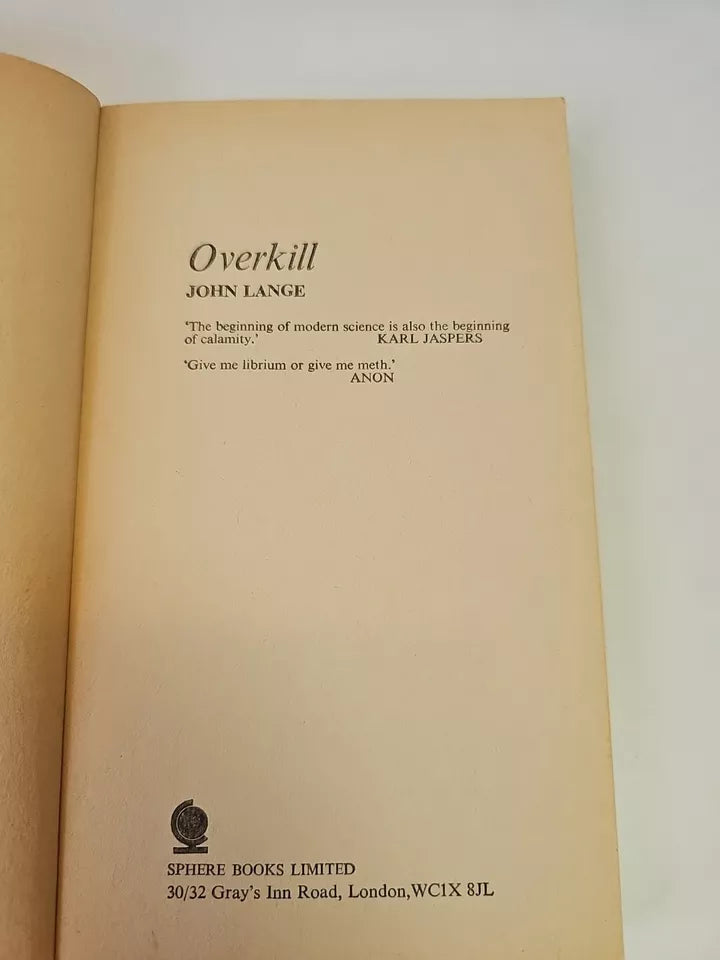 Overkill
JOHN LANGE
‘The beginning of modern science is also the beginning
of calamity.’ KARL JASPERS
‘Give me librium or give me meth.’
ANON
SPHERE BOOKS LIMITED
30/32 Gray's Inn Road, London,WC1X 8JL